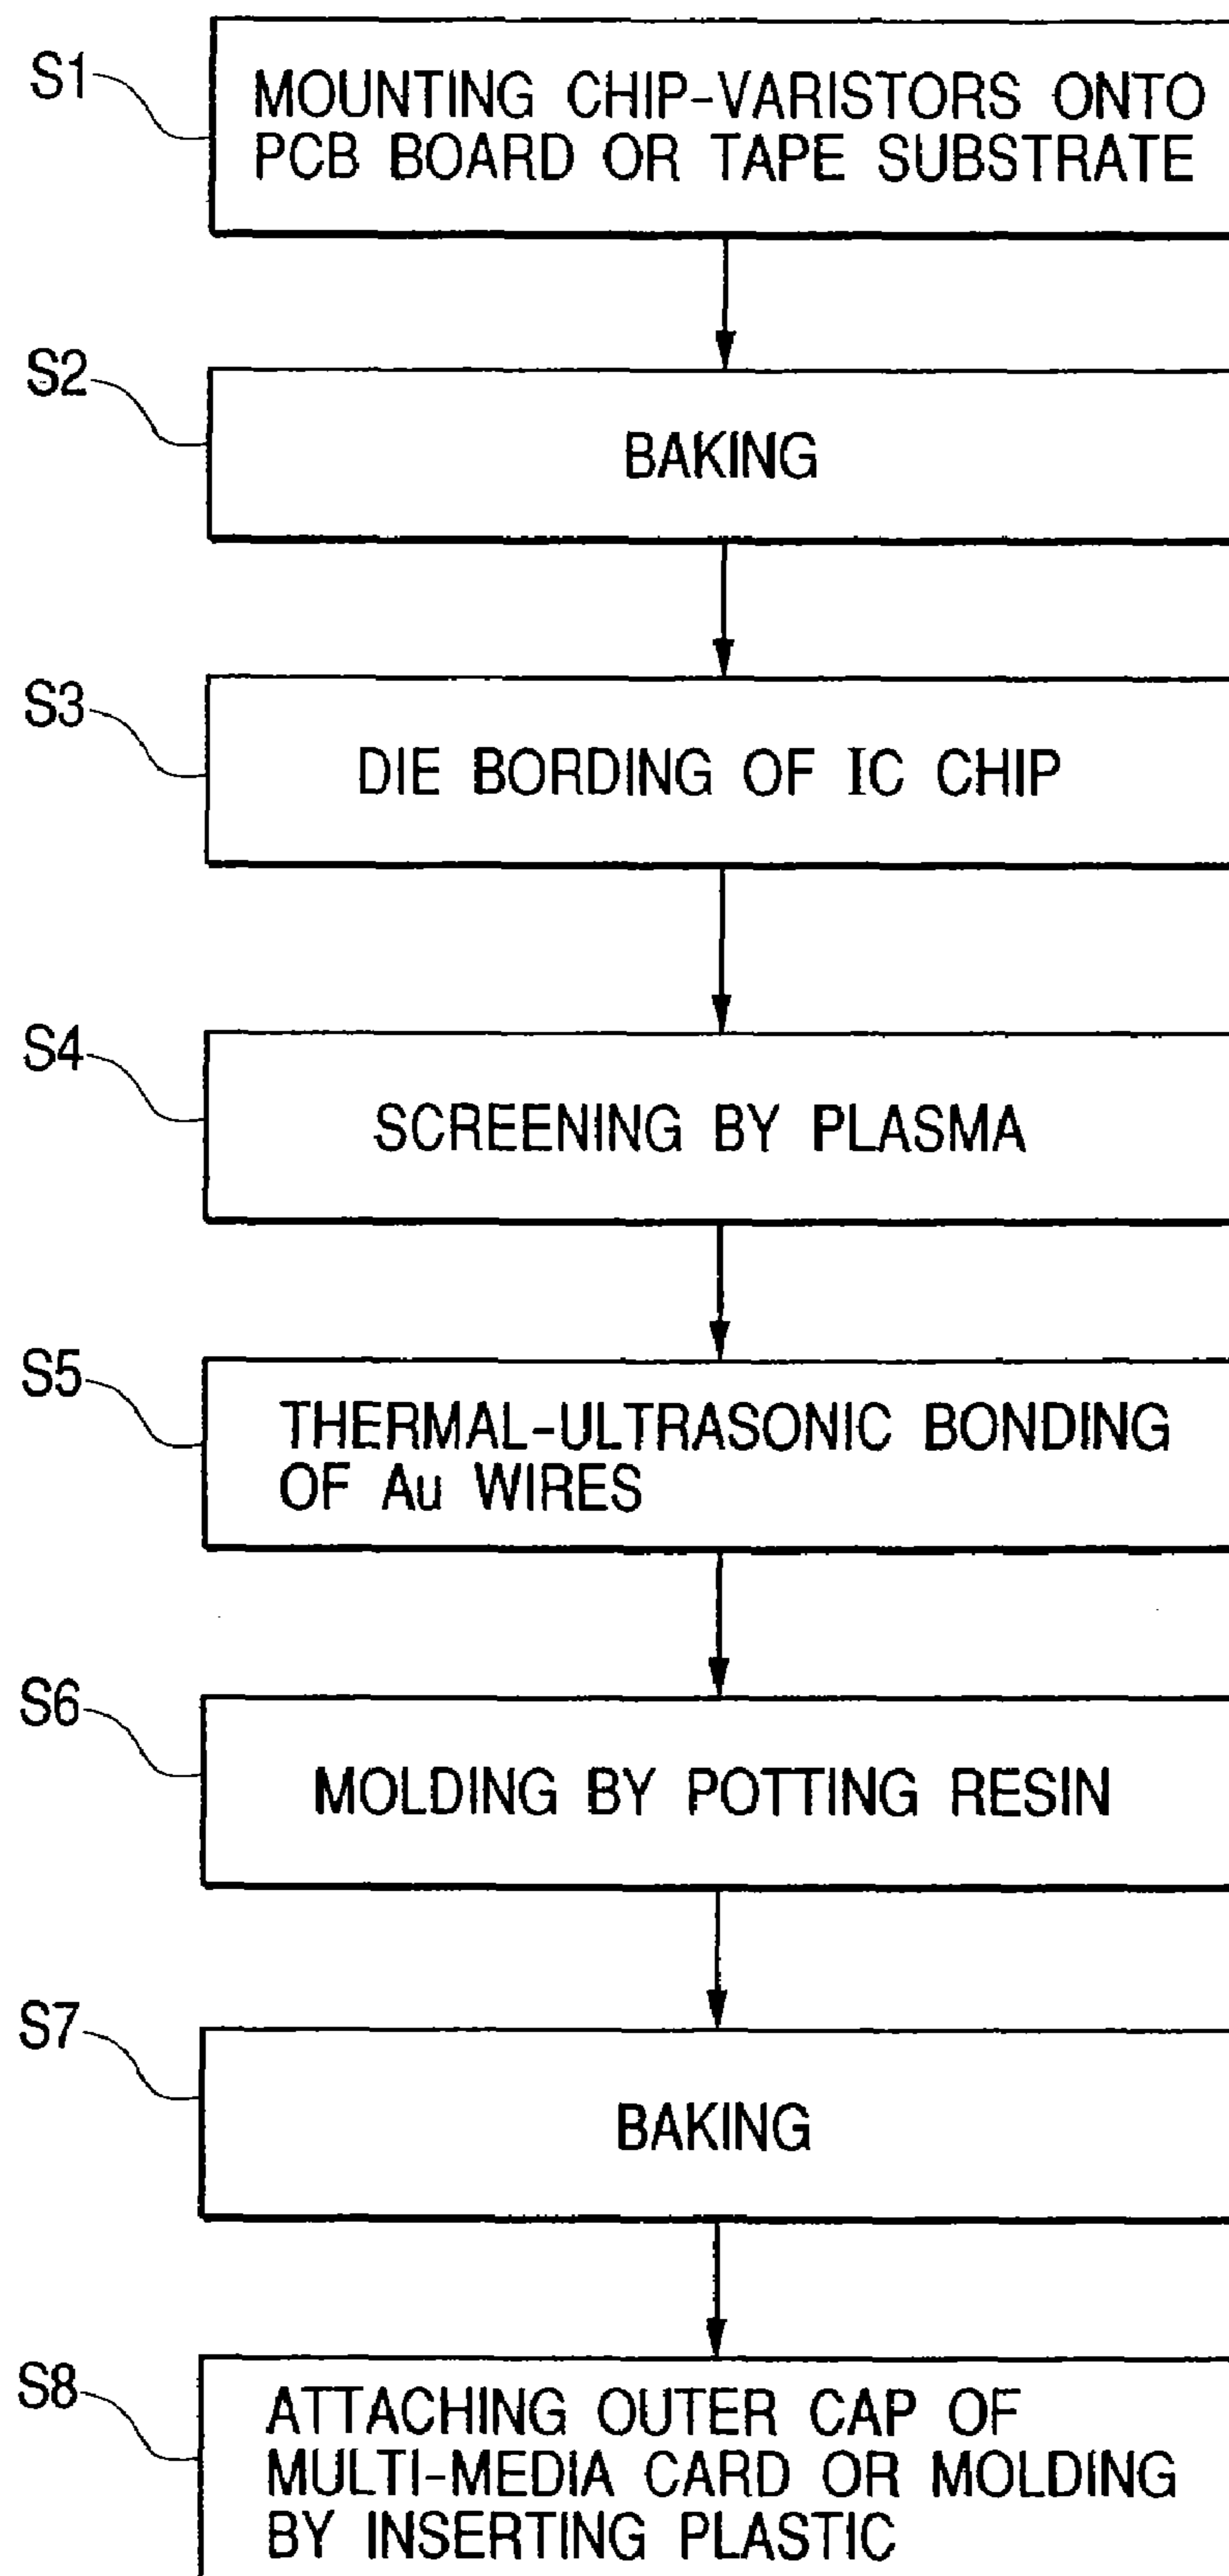 S1
MOUNTING CHIP-VARISTORS ONTO
PCB BOARD OR TAPE SUBSTRATE
S2
BAKING
S3
DIE BORDING OF IC CHIP
S4
SCREENING BY PLASMA
S5
THERMAL-ULTRASONIC BONDING
OF Au WIRES
S6
MOLDING BY POTTING RESIN
S7
BAKING
S8
ATTACHING OUTER CAP OF
MULTI-MEDIA CARD OR MOLDING
BY INSERTING PLASTIC